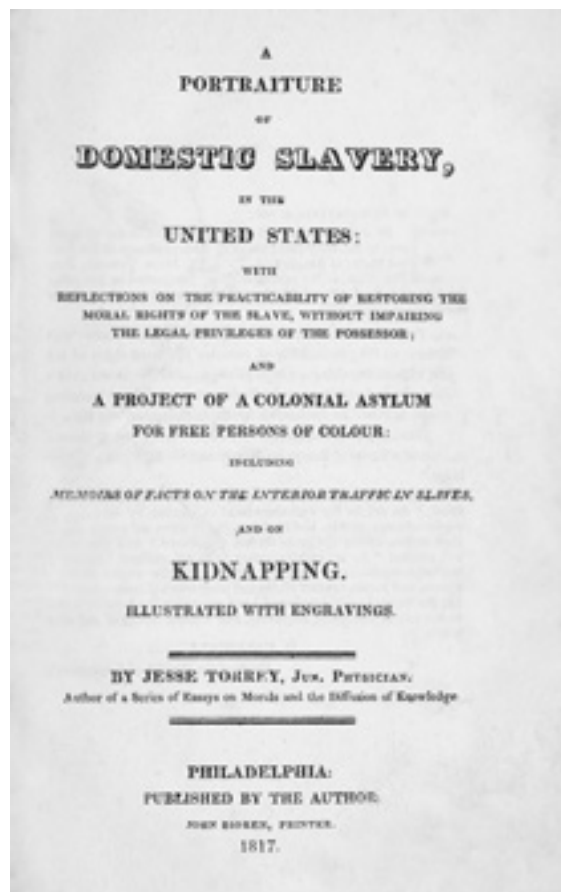 A
PORTRAITURE
OF
DOMESTIC SLAVERY,
IN THE
UNITED STATES:
WITH
REFLECTIONS ON THE PRACTICABILITY OF RESTORING THE
MORAL RIGHTS OF THE SLAVE, WITHOUT IMPAIRING
THE LEGAL PRIVILEGES OF THE POSSESSOR;
AND
A PROJECT OF A COLONIAL ASYLUM
FOR FREE PERSONS OF COLOUR:
INCLUDING
MEMOIRS OF FACTS ON THE INTERIOR TRAFFIC IN SLAVES,
AND ON
KIDNAPPING.
ILLUSTRATED WITH ENGRAVINGS.
BY JESSE TORREY, JUN. PHYSICIAN.
Author of a Series of Essays on Morals and the Diffusion of Knowledge
PHILADELPHIA:
PUBLISHED BY THE AUTHOR.
JOHN BIOREN, PRINTER.
1817.